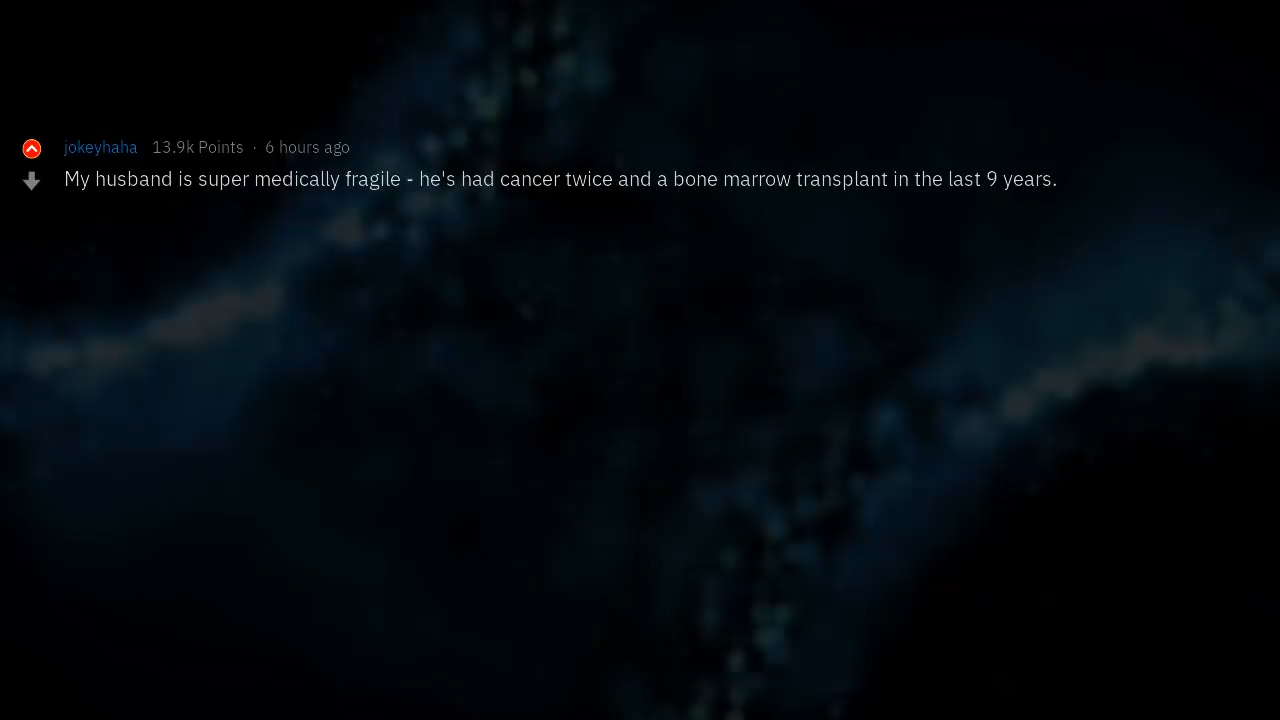 jokeyhaha 13.9k Points · 6 hours ago
My husband is super medically fragile - he's had cancer twice and a bone marrow transplant in the last 9 years.